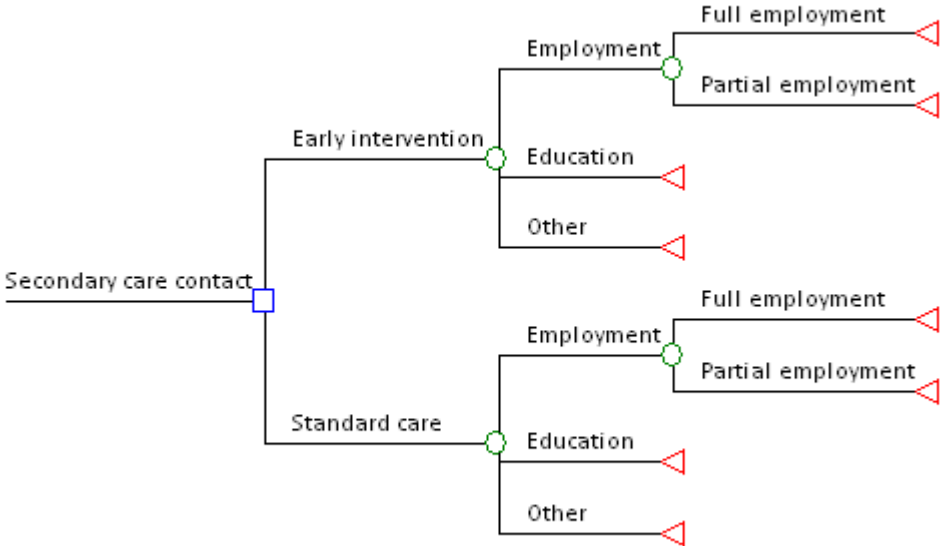 Full employment
Employment
Partial employment
Early intervention
Education
Other
Secondary care contact
Full employment
Employment
Partial employment
Standard care
Education
Other